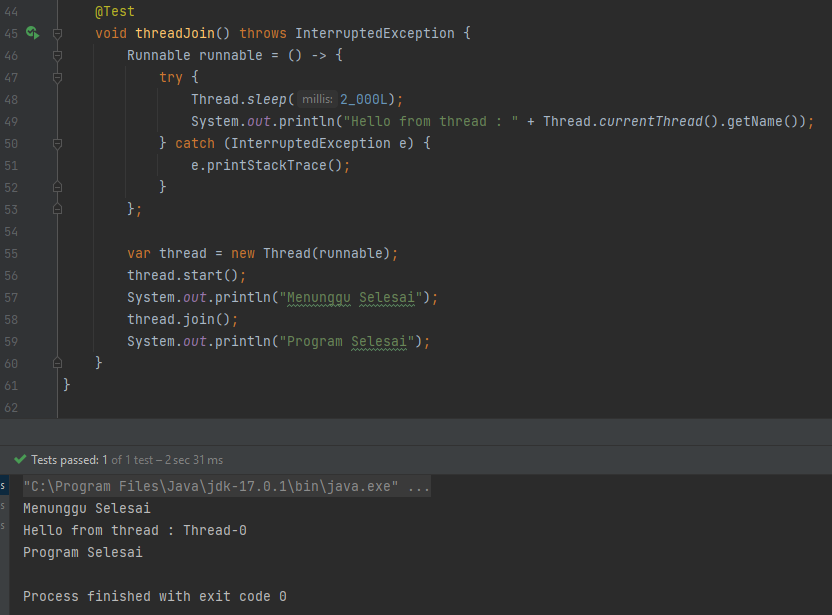 44 @Test
45 void threadJoin() throws InterruptedException {
46 Runnable runnable = () -> {
47 try {
48 Thread.sleep( millis: 2_000L);
49 System.out.println("Hello from thread : " + Thread.currentThread().getName());
50 } catch (InterruptedException e) {
51 e.printStackTrace();
52 }
53 };
54
55 var thread = new Thread(runnable);
56 thread.start();
57 System.out.println("Menunggu Selesai");
58 thread.join();
59 System.out.println("Program Selesai");
60 }
61 }
62
Tests passed: 1 of 1 test – 2 sec 31 ms
s "C:\Program Files\Java\jdk-17.0.1\bin\java.exe" ...
s Menunggu Selesai
s Hello from thread : Thread-0
Program Selesai
Process finished with exit code 0